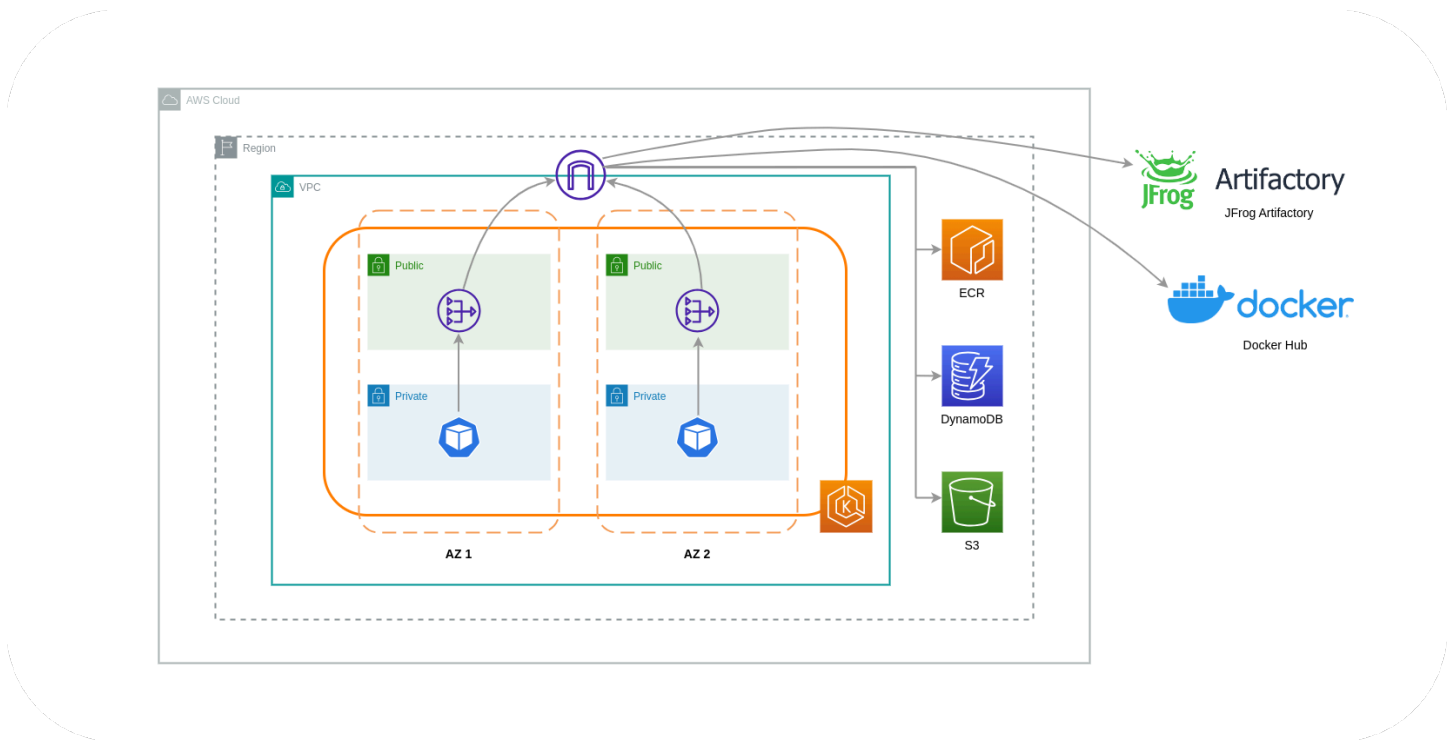 AWS Cloud
Region
VPC
Public
Public
Private
Private
AZ 1
AZ 2
K
ECR
DynamoDB
S3
JFrog
Artifactory
JFrog Artifactory
docker
Docker Hub